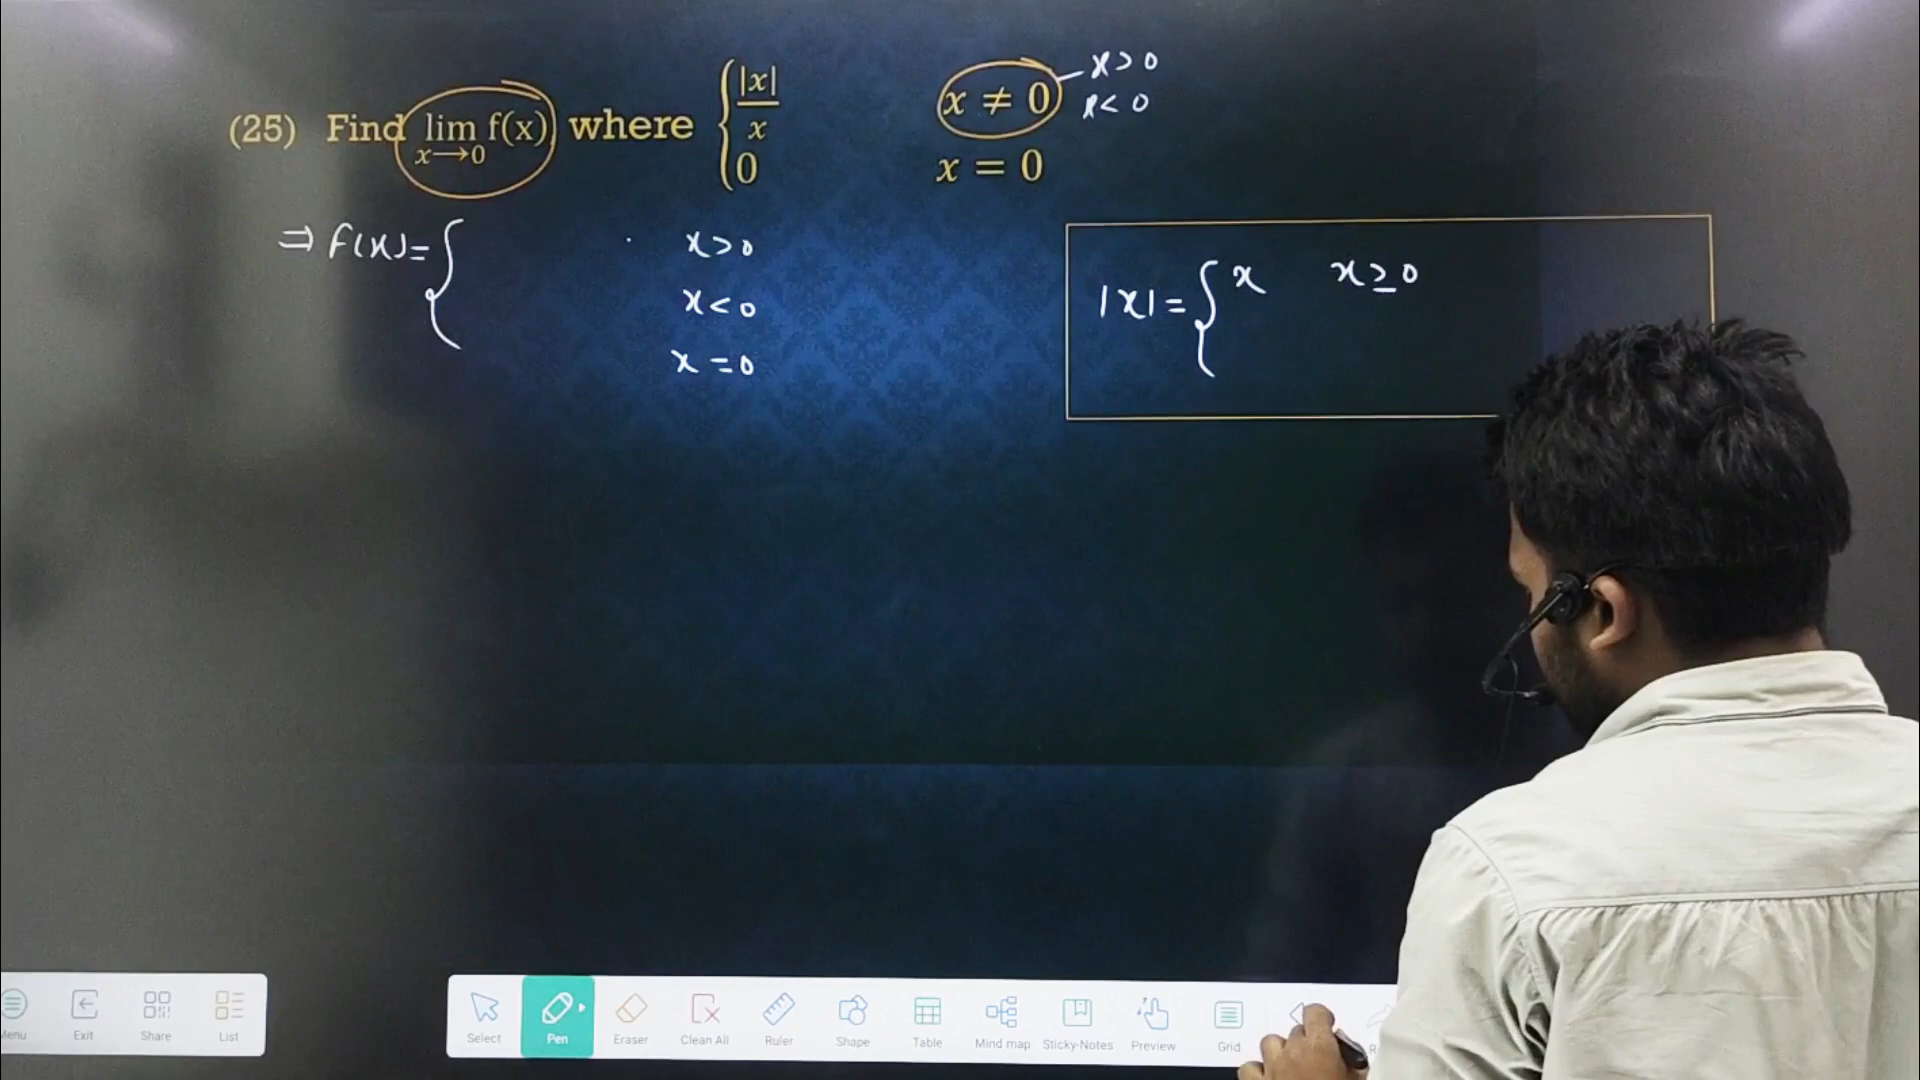 (25) Find lim x→0 f(x) where { |x|/x x ≠ 0
0 x = 0
x > 0
x < 0
⇒ f(x) = { x > 0
x < 0
x = 0
|x| = { x x ≥ 0
Menu Exit Share List
Select Pen Eraser Clean All Ruler Shape Table Mind map Sticky-Notes Preview Grid